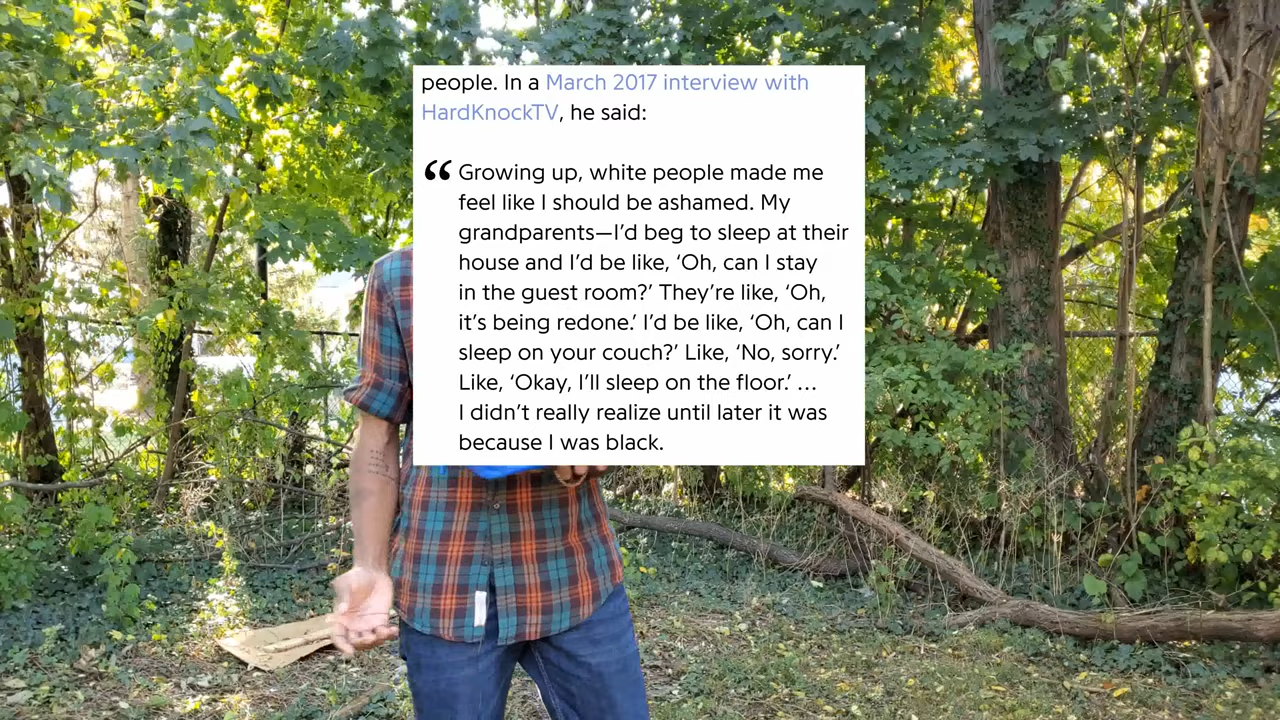 people. In a March 2017 interview with
HardKnockTV, he said:
“ Growing up, white people made me
feel like I should be ashamed. My
grandparents—I’d beg to sleep at their
house and I’d be like, ‘Oh, can I stay
in the guest room?’ They’re like, ‘Oh,
it’s being redone.’ I’d be like, ‘Oh, can I
sleep on your couch?’ Like, ‘No, sorry.’
Like, ‘Okay, I’ll sleep on the floor.’ …
I didn’t really realize until later it was
because I was black.